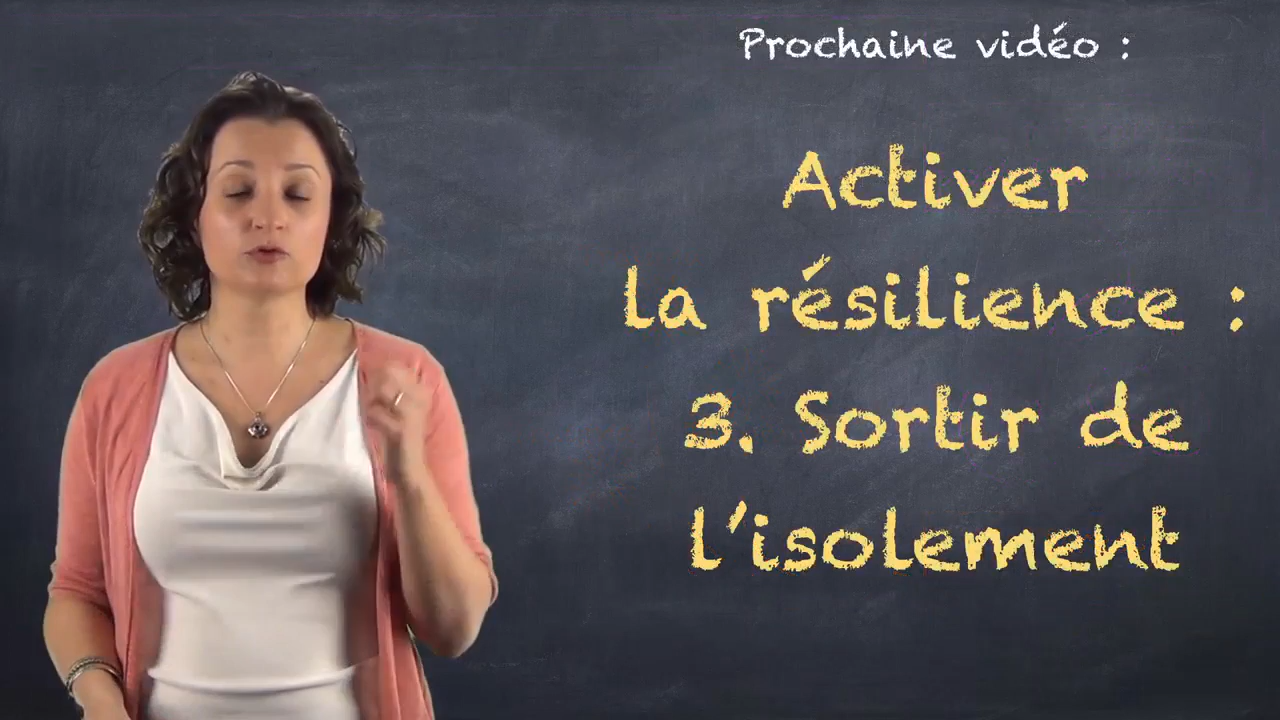 Prochaine vidéo :
Activer
la résilience :
3. Sortir de
l'isolement